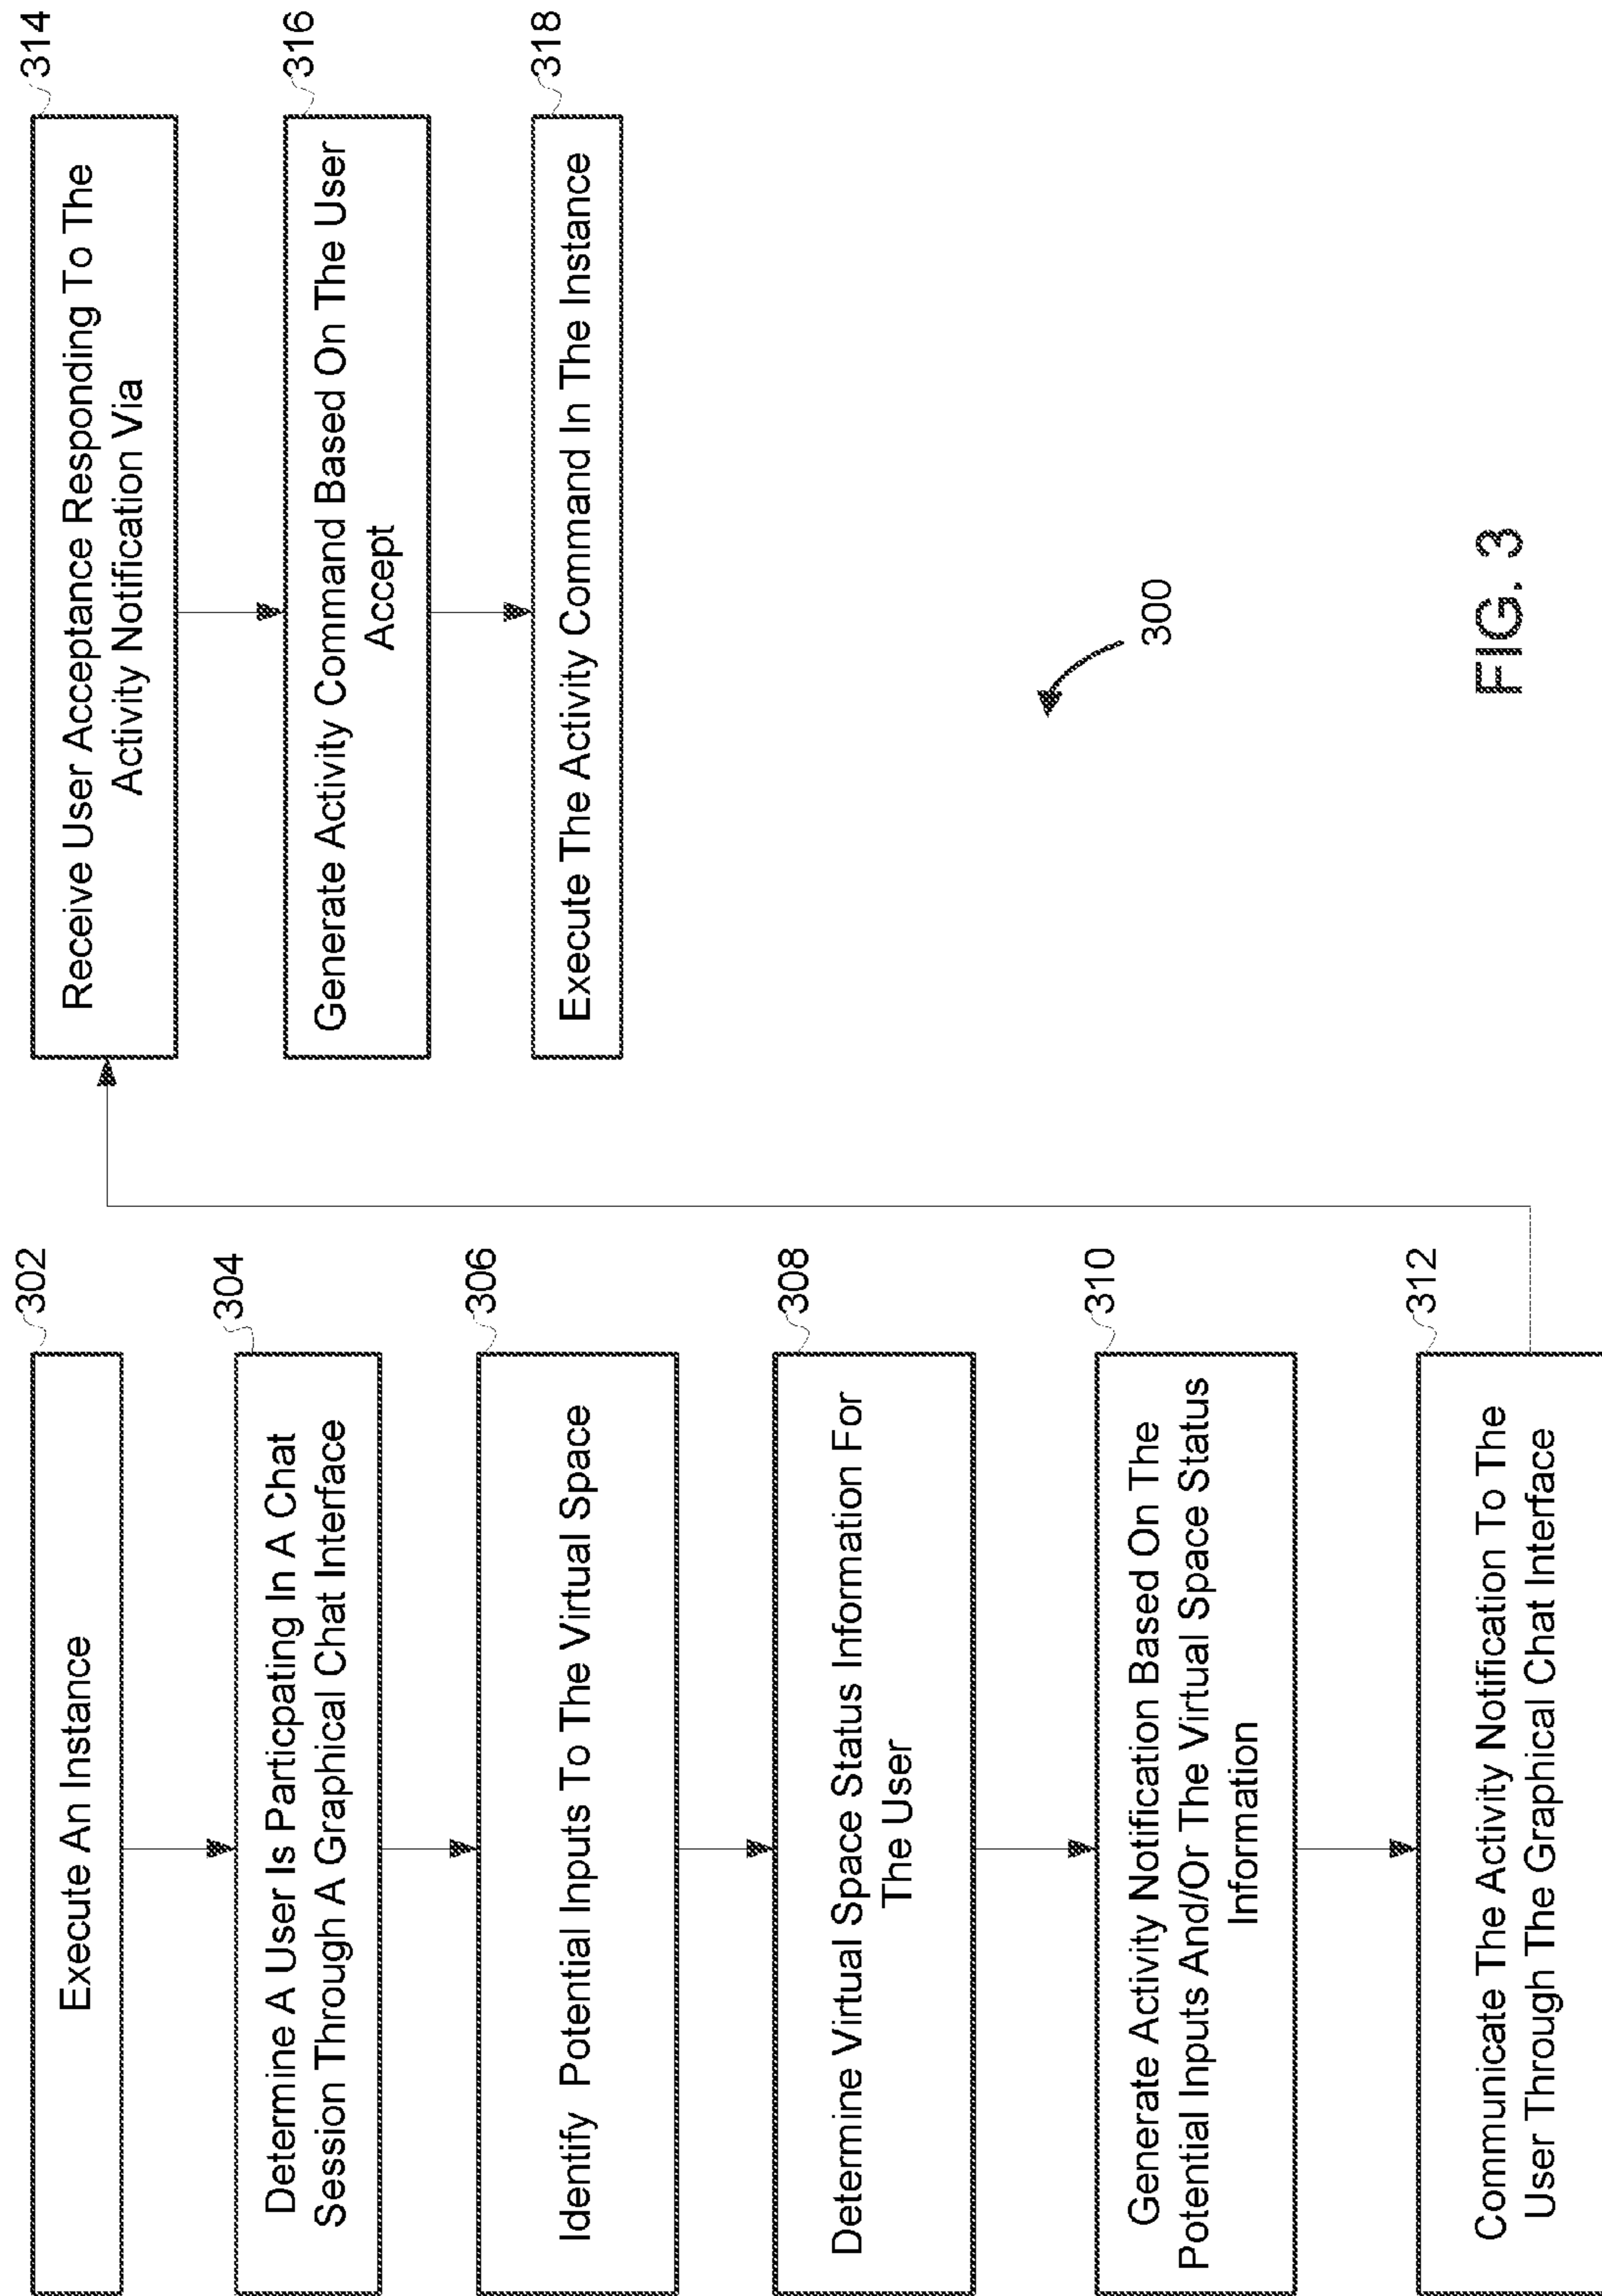 302
Execute An Instance
304
Determine A User Is Particpating In A Chat
Session Through A Graphical Chat Interface
306
Identify Potential Inputs To The Virtual Space
308
Determine Virtual Space Status Information For
The User
310
Generate Activity Notification Based On The
Potential Inputs And/Or The Virtual Space Status
Information
312
Communicate The Activity Notification To The
User Through The Graphical Chat Interface
314
Receive User Acceptance Responding To The
Activity Notification Via
316
Generate Activity Command Based On The User
Accept
318
Execute The Activity Command In The Instance
300
FIG. 3